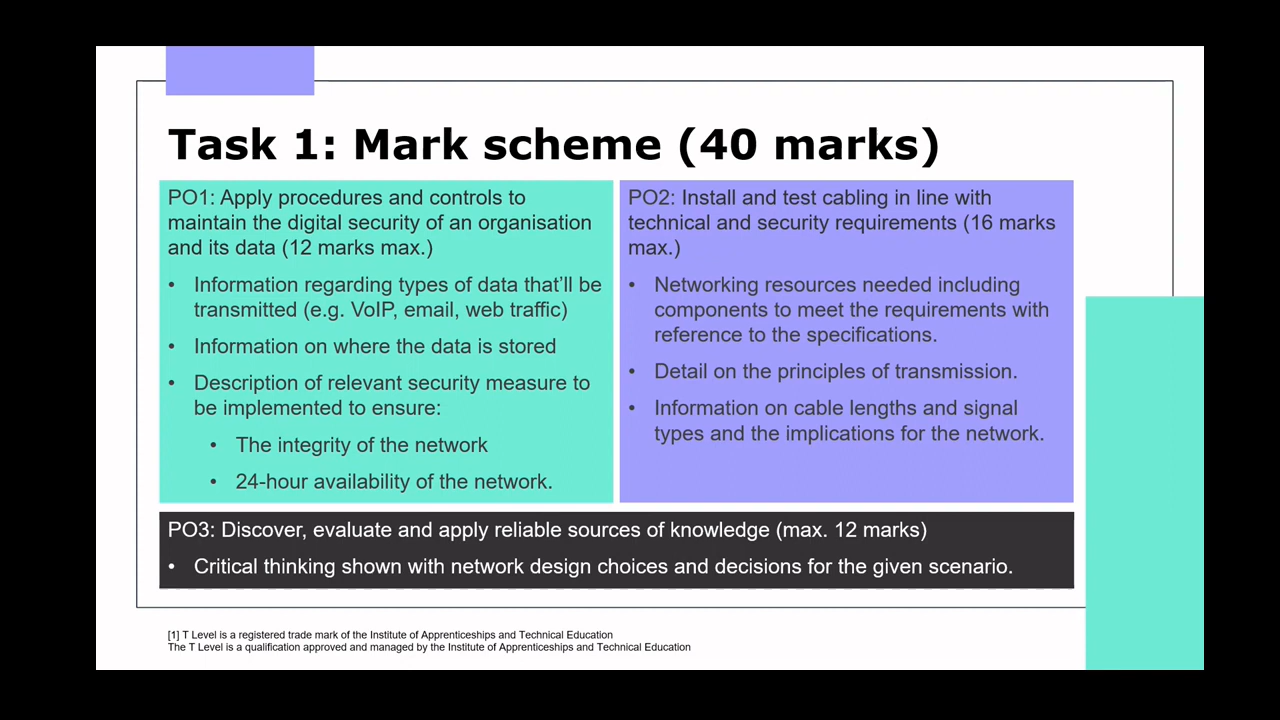 Task 1: Mark scheme (40 marks)
PO1: Apply procedures and controls to
maintain the digital security of an organisation
and its data (12 marks max.)
• Information regarding types of data that’ll be
transmitted (e.g. VoIP, email, web traffic)
• Information on where the data is stored
• Description of relevant security measure to
be implemented to ensure:
• The integrity of the network
• 24-hour availability of the network.
PO2: Install and test cabling in line with
technical and security requirements (16 marks
max.)
• Networking resources needed including
components to meet the requirements with
reference to the specifications.
• Detail on the principles of transmission.
• Information on cable lengths and signal
types and the implications for the network.
PO3: Discover, evaluate and apply reliable sources of knowledge (max. 12 marks)
• Critical thinking shown with network design choices and decisions for the given scenario.
[1] T Level is a registered trade mark of the Institute of Apprenticeships and Technical Education
The T Level is a qualification approved and managed by the Institute of Apprenticeships and Technical Education